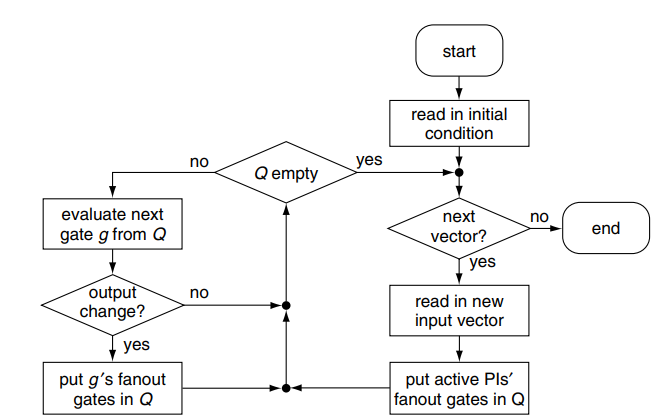 start
read in initial
condition
no
yes
Q empty
evaluate next
gate g from Q
next
vector?
no
end
yes
output
change?
no
read in new
input vector
yes
put g′s fanout
gates in Q
put active PIs′
fanout gates in Q